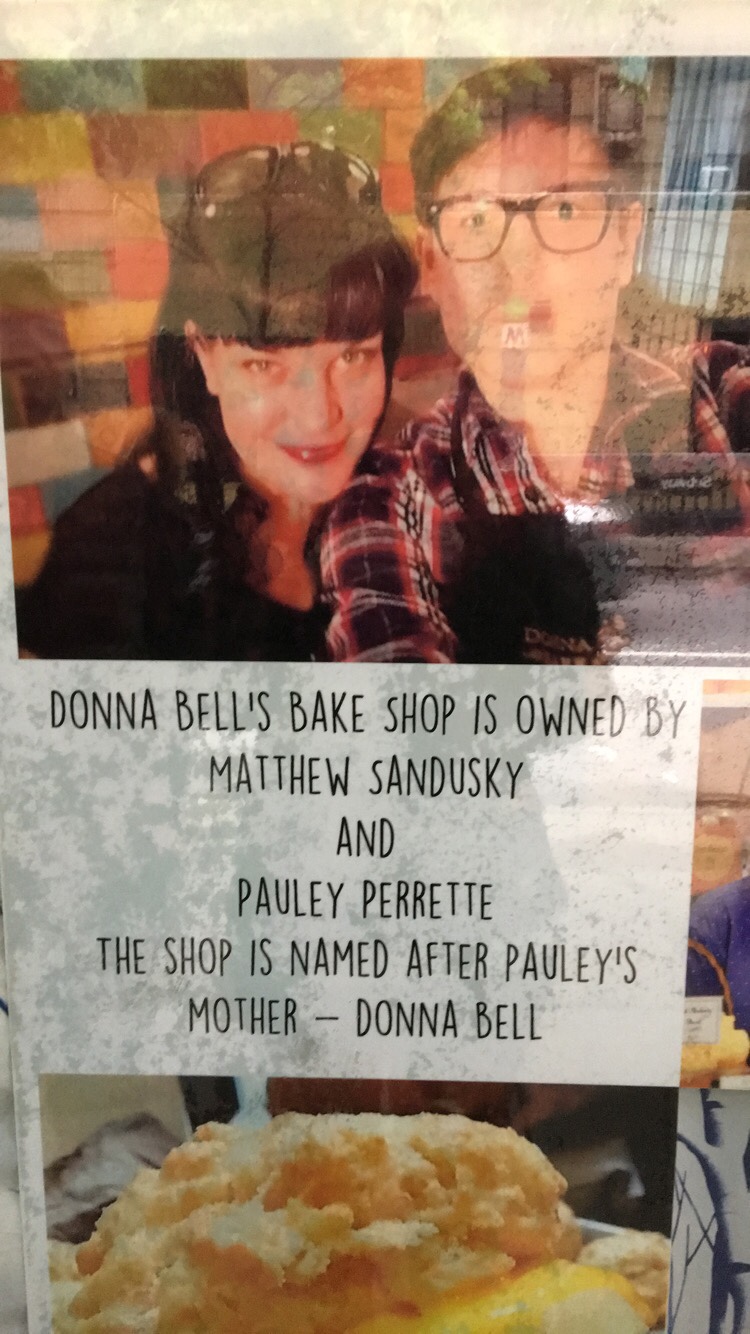 DONNA
DONNA BELL'S BAKE SHOP IS OWNED BY
MATTHEW SANDUSKY
AND
PAULEY PERRETTE
THE SHOP IS NAMED AFTER PAULEY'S
MOTHER – DONNA BELL